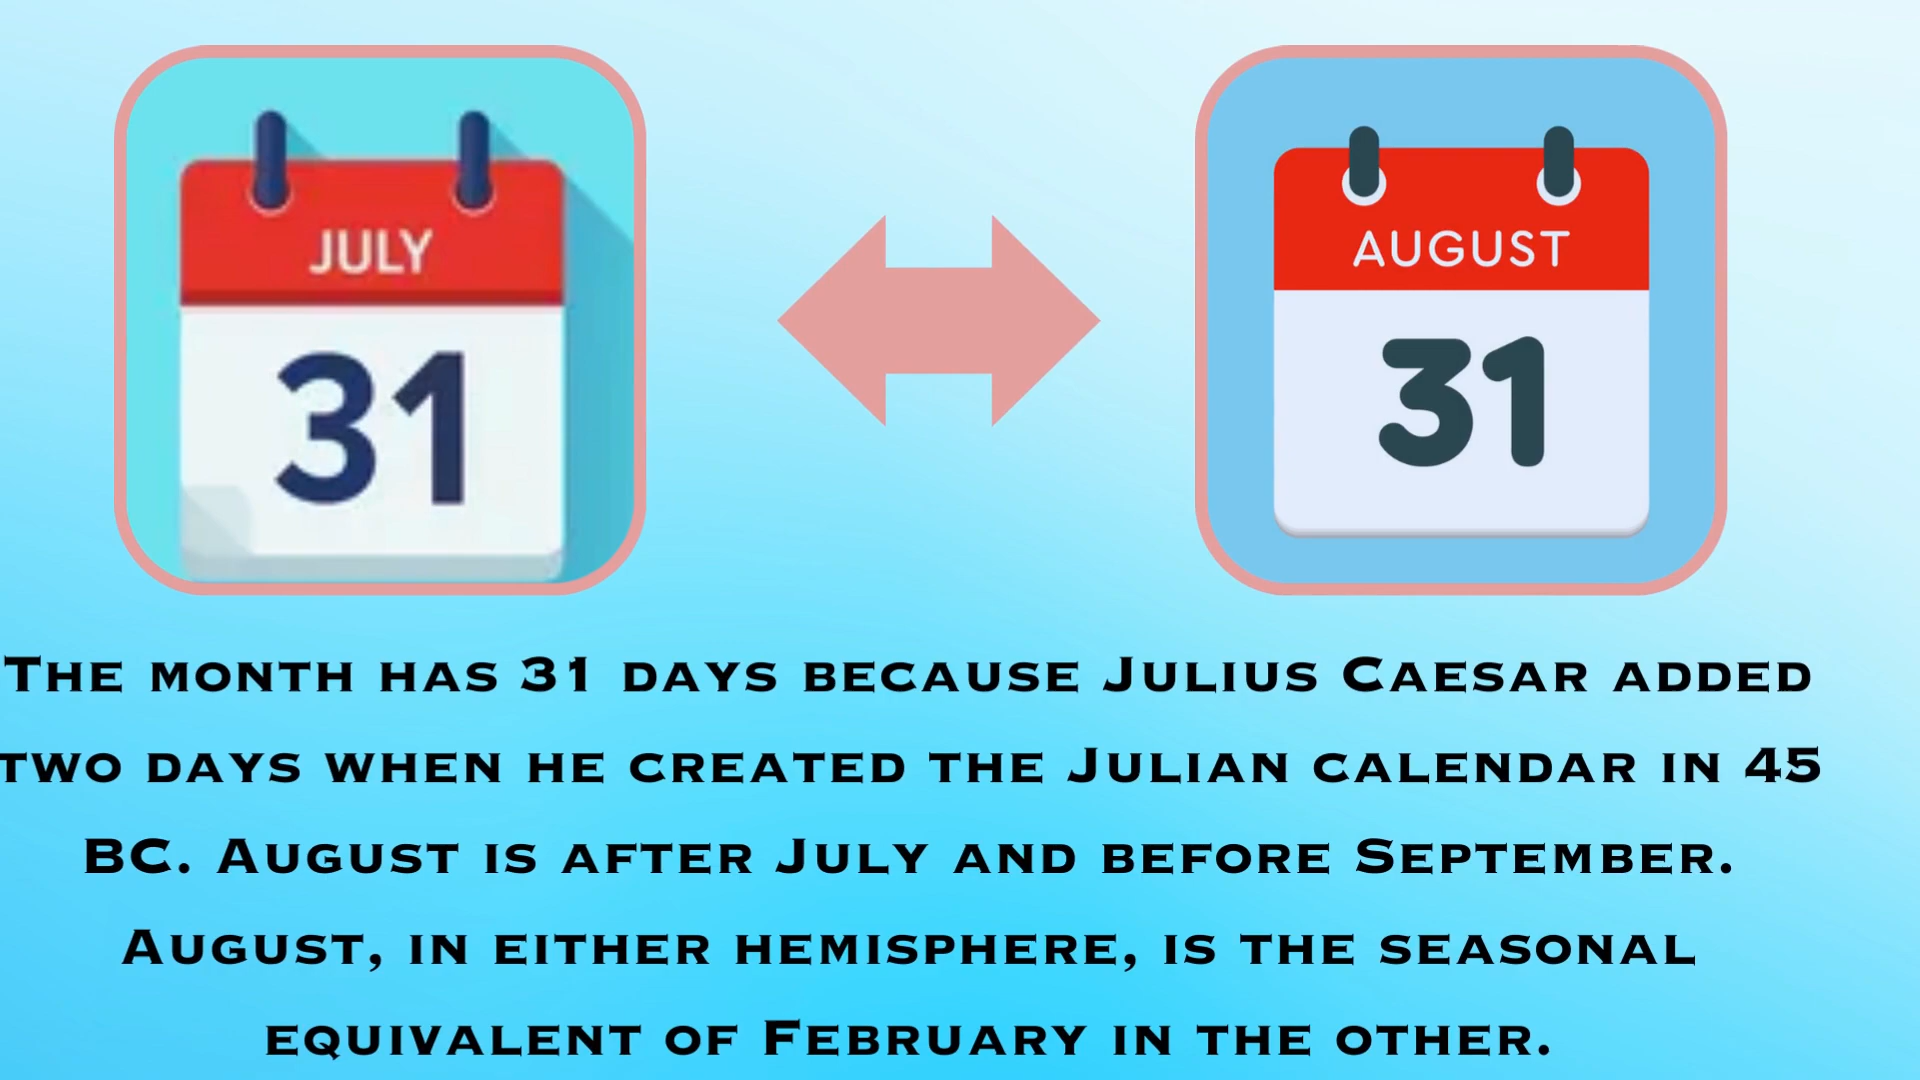 JULY
31
AUGUST
31
The month has 31 days because Julius Caesar added
two days when he created the Julian calendar in 45
BC. August is after July and before September.
August, in either hemisphere, is the seasonal
equivalent of February in the other.